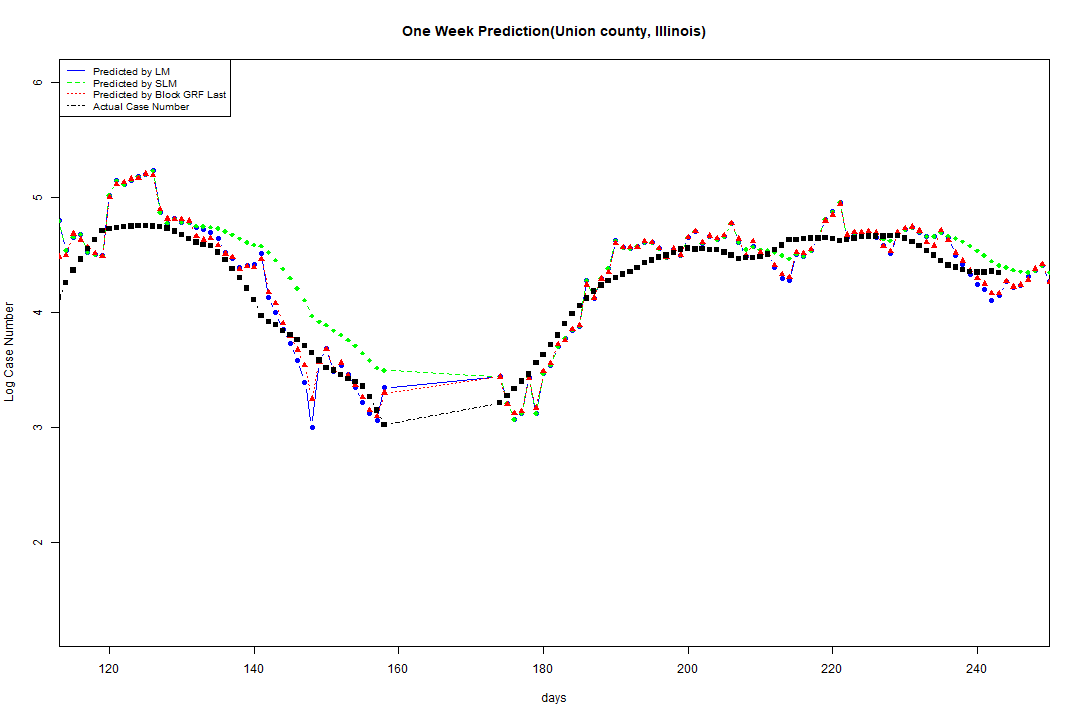 One Week Prediction(Union county, Illinois)
Predicted by LM
Predicted by SLM
Predicted by Block GRF Last
Actual Case Number
6
5
4
3
2
Log Case Number
120 140 160 180 200 220 240
days